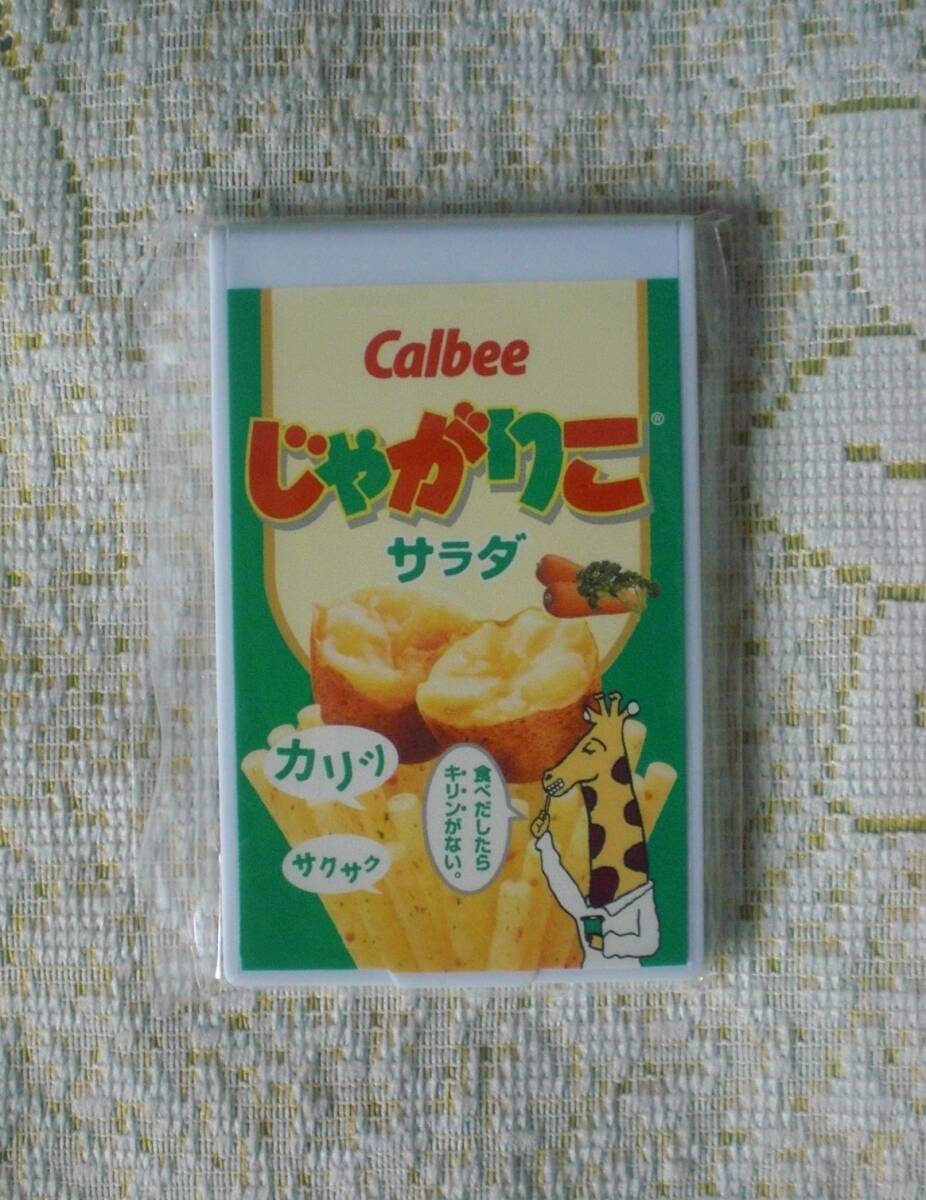 Calbee
じゃがりこ®
サラダ
カリッ
サクサク
食べだしたら
キリンがない。